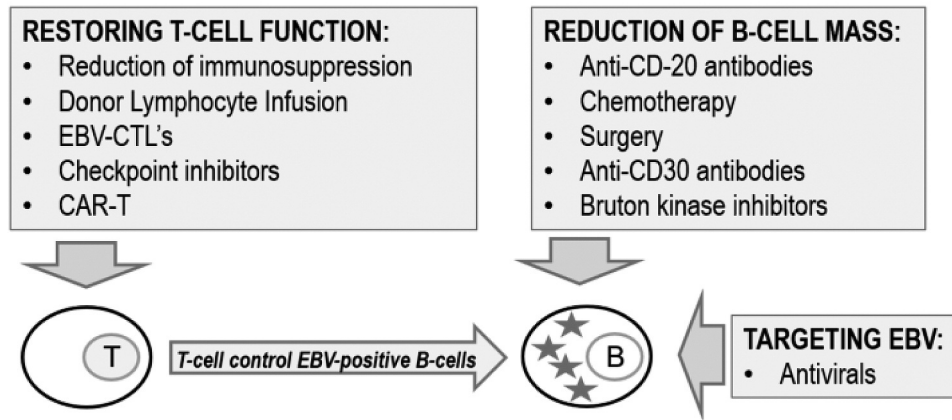 RESTORING T-CELL FUNCTION:
• Reduction of immunosuppression
• Donor Lymphocyte Infusion
• EBV-CTL's
• Checkpoint inhibitors
• CAR-T
REDUCTION OF B-CELL MASS:
• Anti-CD-20 antibodies
• Chemotherapy
• Surgery
• Anti-CD30 antibodies
• Bruton kinase inhibitors
T
T-cell control EBV-positive B-cells
B
TARGETING EBV:
• Antivirals